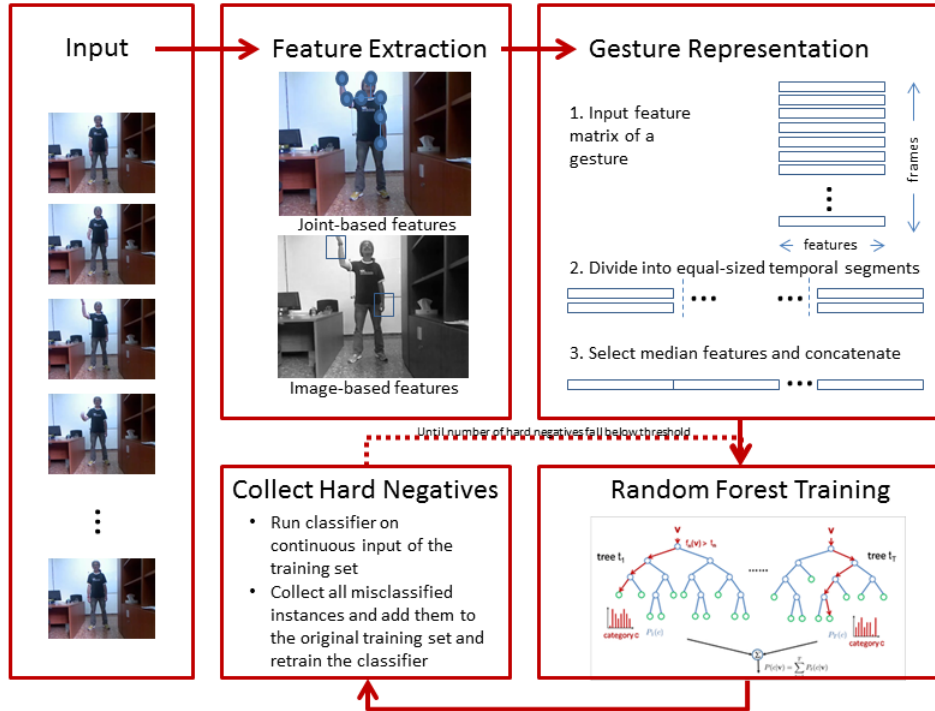 Input
Feature Extraction
Joint-based features
Image-based features
Gesture Representation
1. Input feature
matrix of a
gesture
frames
features
2. Divide into equal-sized temporal segments
3. Select median features and concatenate
Until number of hard negatives fall below threshold
Collect Hard Negatives
• Run classifier on
continuous input of the
training set
• Collect all misclassified
instances and add them to
the original training set and
retrain the classifier
Random Forest Training
v
v
tree t₁
tree t_T
......
category c
category c